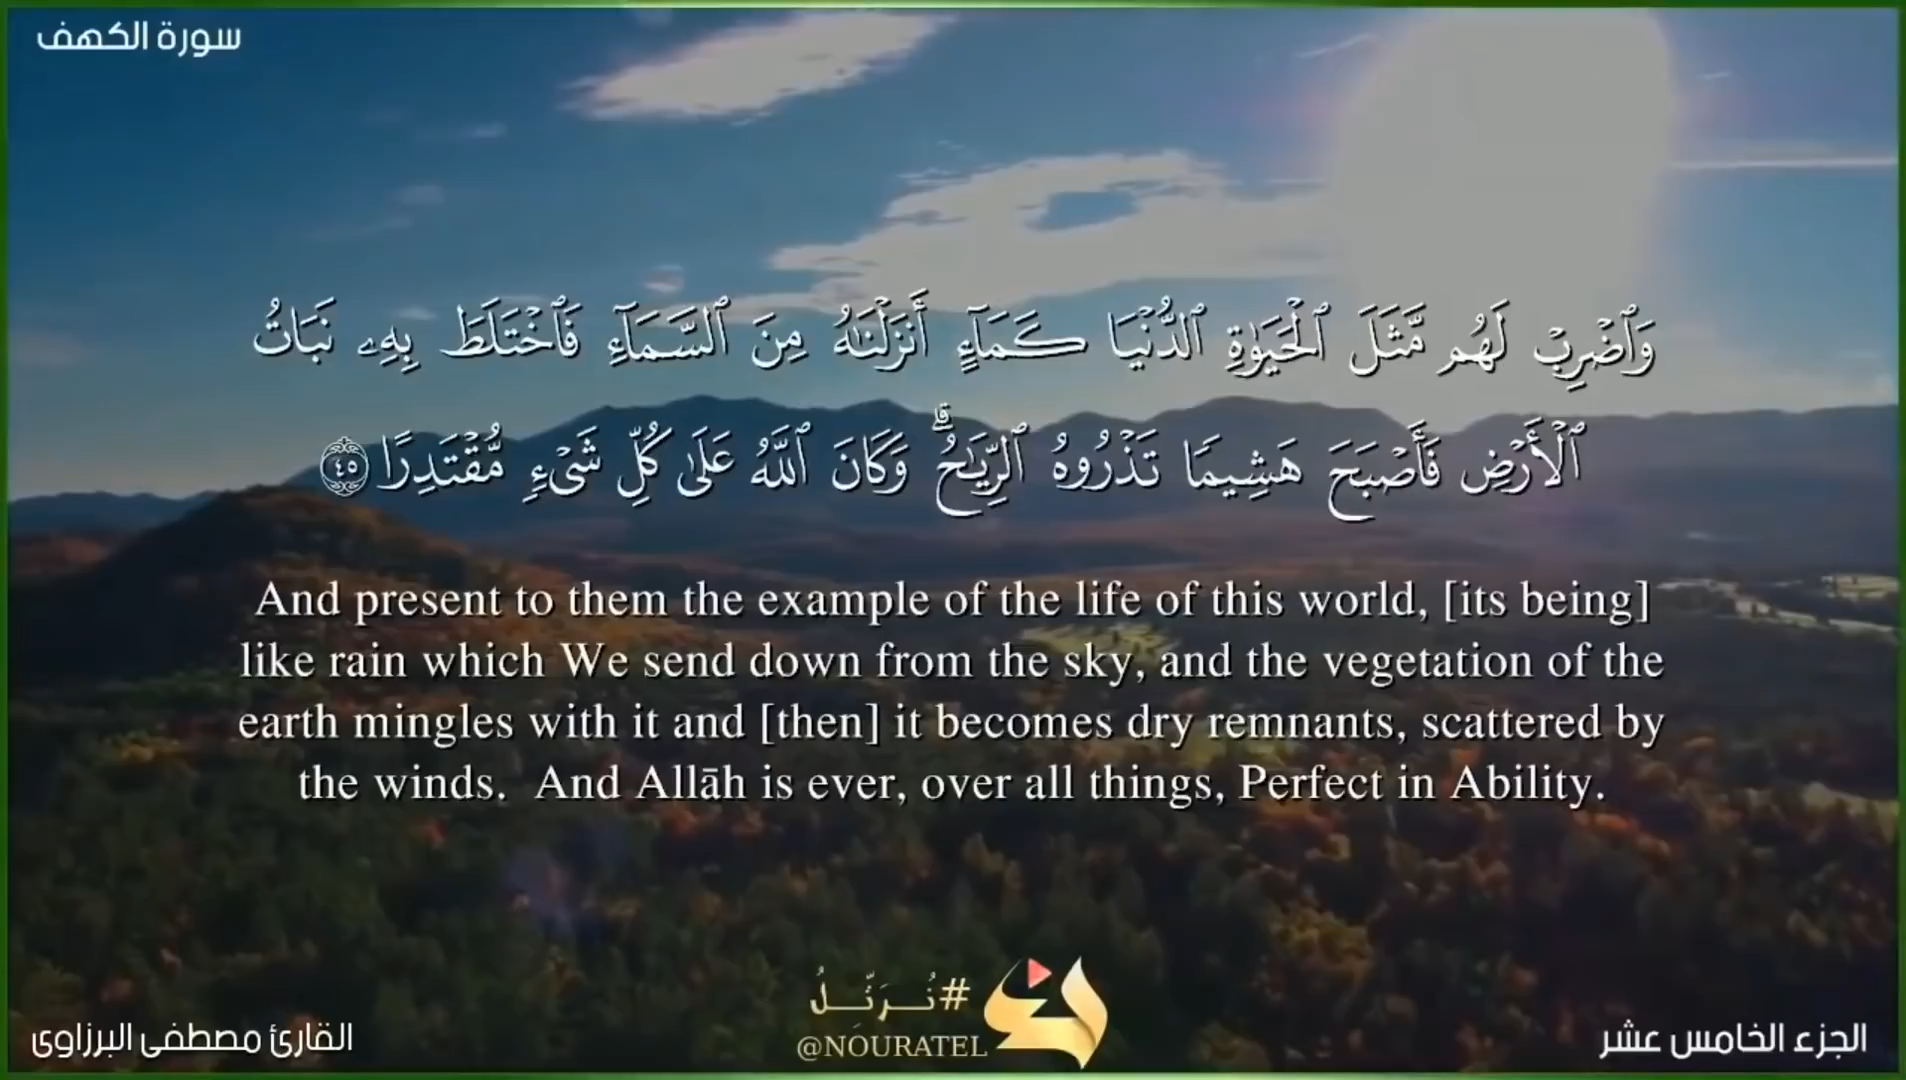 سورة الكهف
وَٱضْرِبْ لَهُم مَّثَلَ ٱلْحَيَوٰةِ ٱلدُّنْيَا كَمَآءٍ أَنزَلْنَـٰهُ مِنَ ٱلسَّمَآءِ فَٱخْتَلَطَ بِهِۦ نَبَاتُ
ٱلْأَرْضِ فَأَصْبَحَ هَشِيمًا تَذْرُوهُ ٱلرِّيَـٰحُ ۗ وَكَانَ ٱللَّهُ عَلَىٰ كُلِّ شَىْءٍ مُّقْتَدِرًا ٤٥
And present to them the example of the life of this world, [its being]
like rain which We send down from the sky, and the vegetation of the
earth mingles with it and [then] it becomes dry remnants, scattered by
the winds. And Allāh is ever, over all things, Perfect in Ability.
#نُرَتِّلُ
@NOURATEL
الجزء الخامس عشر
القارئ مصطفى البرزاوى